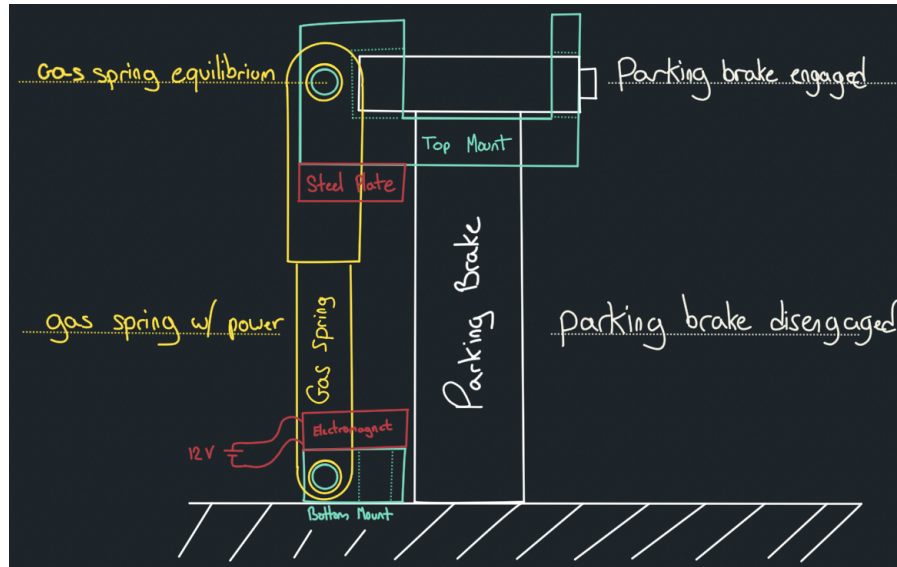 Gas spring equilibrium
Parking brake engaged
Top Mount
Steel Plate
Parking Brake
gas spring w/ power
Gas Spring
parking brake disengaged
Electromagnet
12V
Bottom Mount